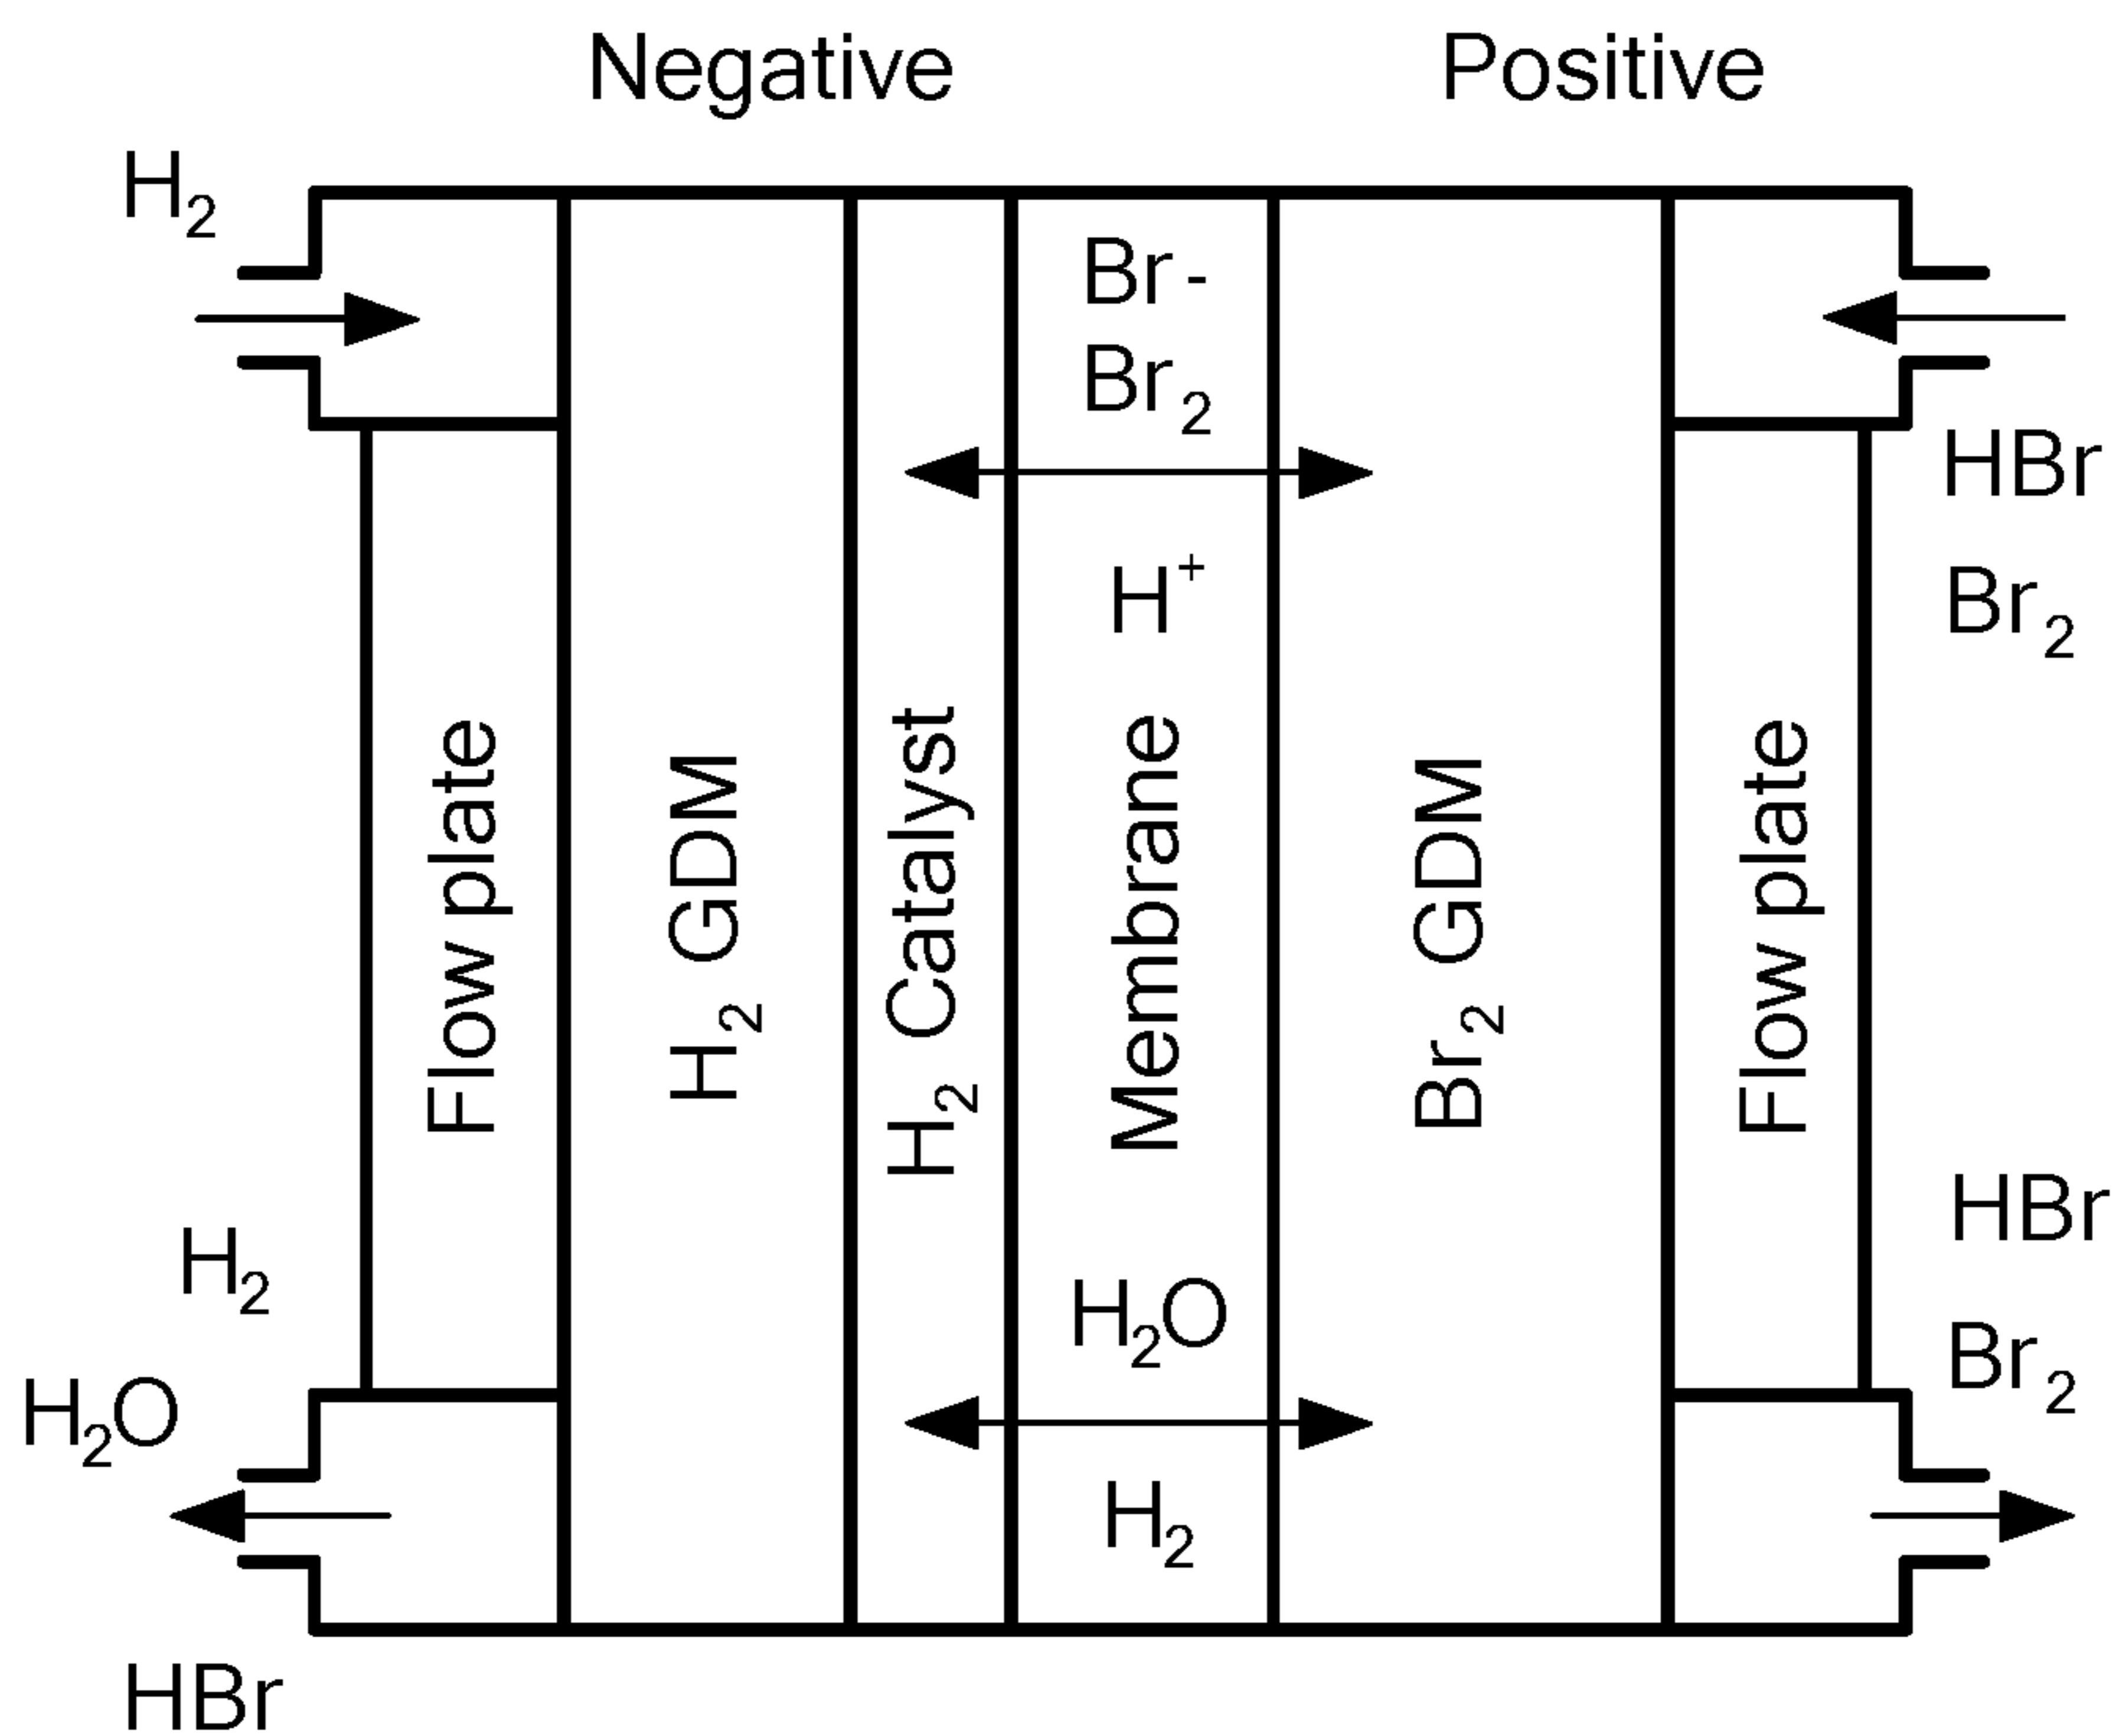 Negative
Positive
H2
Br-
Br2
HBr
H+
Br2
Flow plate
H2 GDM
H2 Catalyst
Membrane
Br2 GDM
Flow plate
HBr
H2
H2O
Br2
H2O
H2
HBr